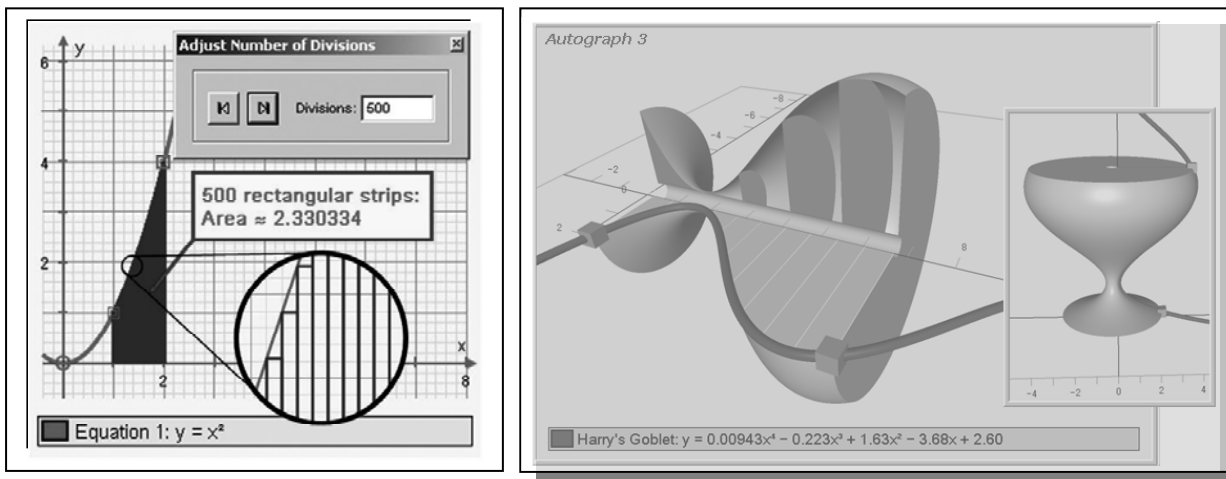 Adjust Number of Divisions
Divisions: 500
y
6
4
2
500 rectangular strips:
Area ≈ 2.330334
x
2
8
Equation 1: y = x²
Autograph 3
-8
-6
-4
-2
0
2
8
-4 -2 0 2 4
Harry's Goblet: y = 0.00943x⁴ − 0.223x³ + 1.63x² − 3.68x + 2.60